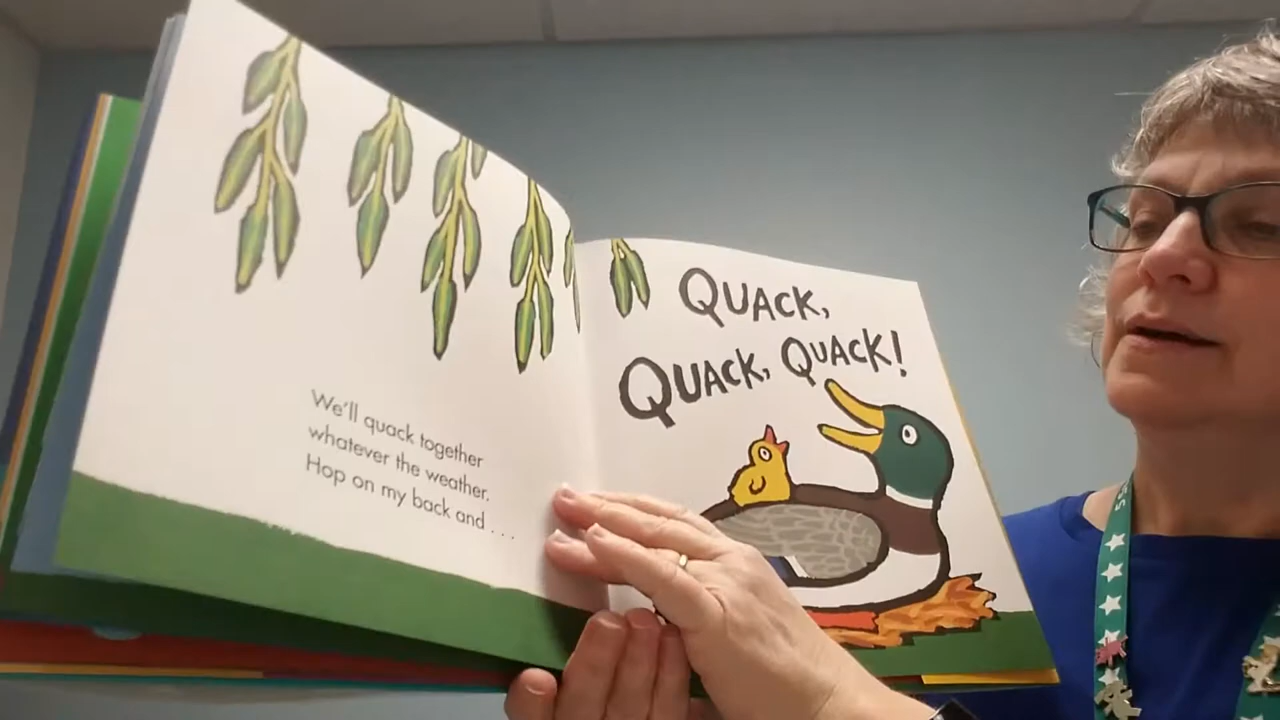 We'll quack together
whatever the weather.
Hop on my back and . . .
QUACK,
QUACK, QUACK!